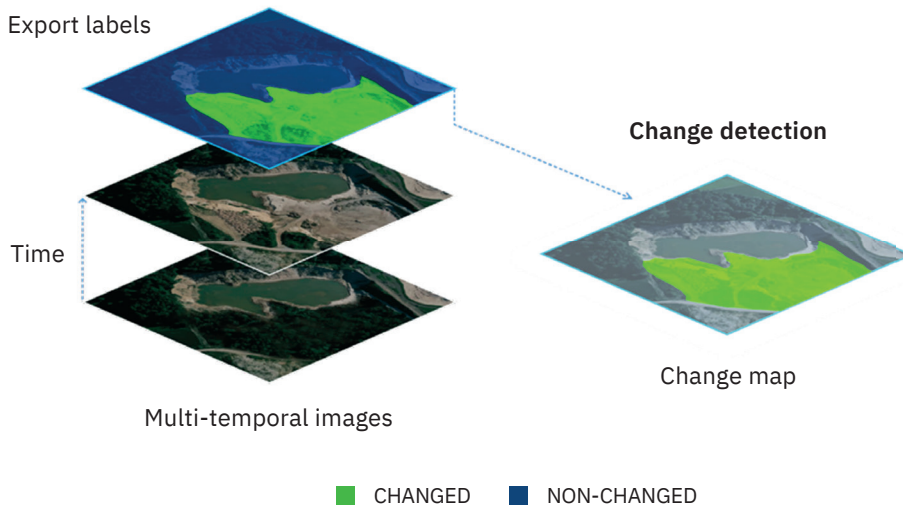 Export labels
Change detection
Time
Change map
Multi-temporal images
CHANGED
NON-CHANGED